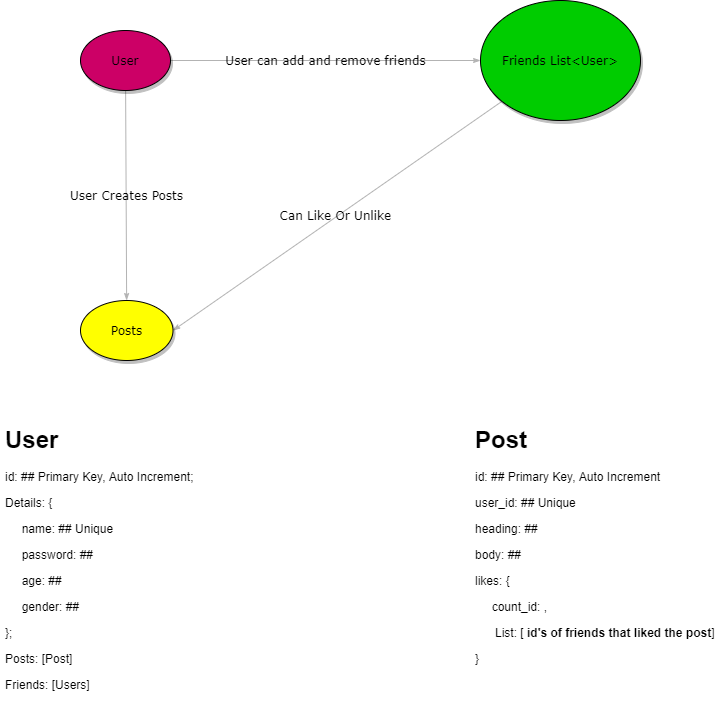 User
User can add and remove friends
Friends List<User>
User Creates Posts
Can Like Or Unlike
Posts
User
id: ## Primary Key, Auto Increment;
Details: {
name: ## Unique
password: ##
age: ##
gender: ##
};
Posts: [Post]
Friends: [Users]
Post
id: ## Primary Key, Auto Increment
user_id: ## Unique
heading: ##
body: ##
likes: {
count_id: ,
List: [ id's of friends that liked the post]
}